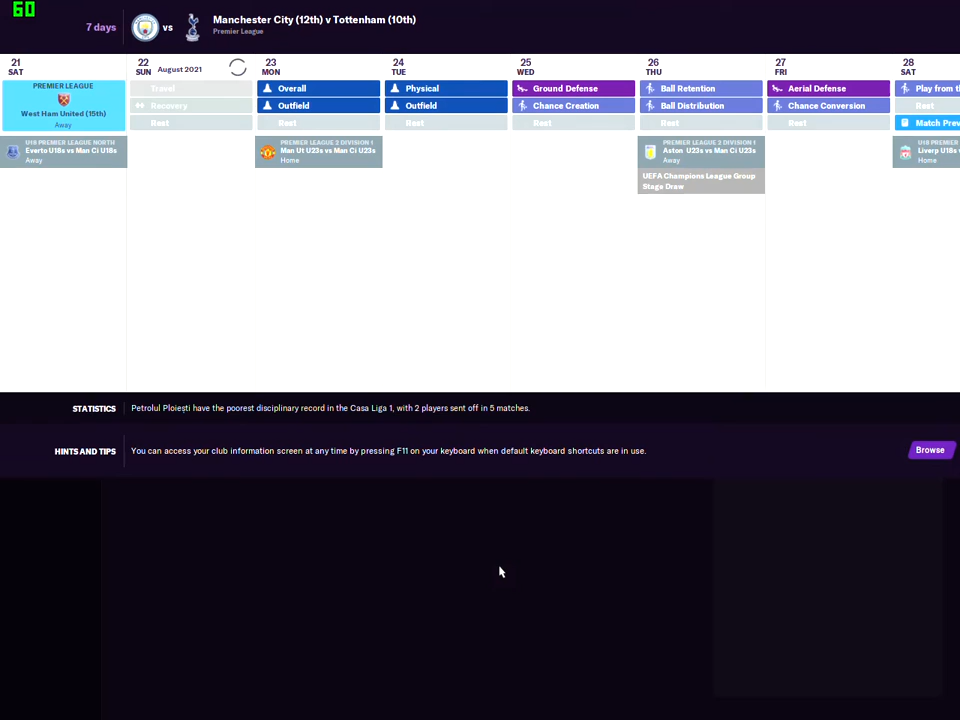 60
7 days
vs
Manchester City (12th) v Tottenham (10th)
Premier League
21
SAT
22
SUN
August 2021
23
MON
24
TUE
25
WED
26
THU
27
FRI
28
SAT
PREMIER LEAGUE
West Ham United (15th)
Away
Travel
Recovery
Rest
Overall
Outfield
Rest
Physical
Outfield
Rest
Ground Defense
Chance Creation
Rest
Ball Retention
Ball Distribution
Rest
Aerial Defense
Chance Conversion
Rest
Play from t
Rest
Match Prev
U18 PREMIER LEAGUE NORTH
Everto U18s vs Man Ci U18s
Away
PREMIER LEAGUE 2 DIVISION 1
Man Ut U23s vs Man Ci U23s
Home
PREMIER LEAGUE 2 DIVISION 1
Aston U23s vs Man Ci U23s
Away
UEFA Champions League Group
Stage Draw
U18 PREMIER
Liverp U18s v
Home
STATISTICS
Petrolul Ploiești have the poorest disciplinary record in the Casa Liga 1, with 2 players sent off in 5 matches.
HINTS AND TIPS
You can access your club information screen at any time by pressing F11 on your keyboard when default keyboard shortcuts are in use.
Browse